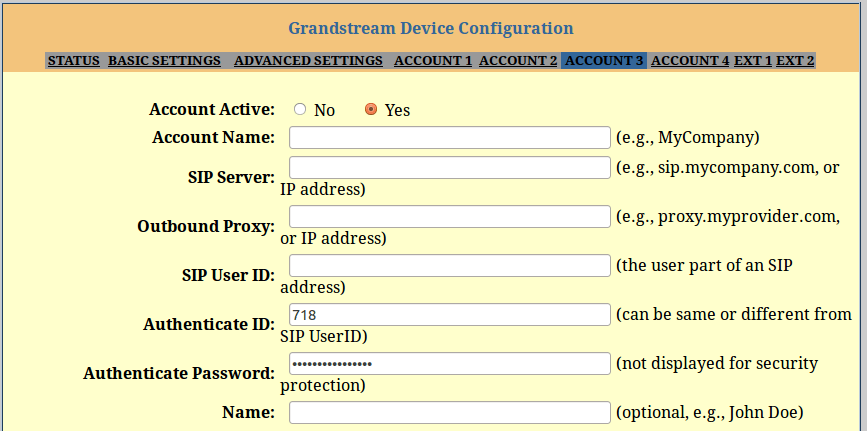 Grandstream Device Configuration
STATUS BASIC SETTINGS ADVANCED SETTINGS ACCOUNT 1 ACCOUNT 2 ACCOUNT 3 ACCOUNT 4 EXT 1 EXT 2
Account Active: No Yes
Account Name: (e.g., MyCompany)
SIP Server: (e.g., sip.mycompany.com, or
IP address)
Outbound Proxy: (e.g., proxy.myprovider.com,
or IP address)
SIP User ID: (the user part of an SIP
address)
Authenticate ID: 718 (can be same or different from
SIP UserID)
Authenticate Password: •••••••••••••••• (not displayed for security
protection)
Name: (optional, e.g., John Doe)